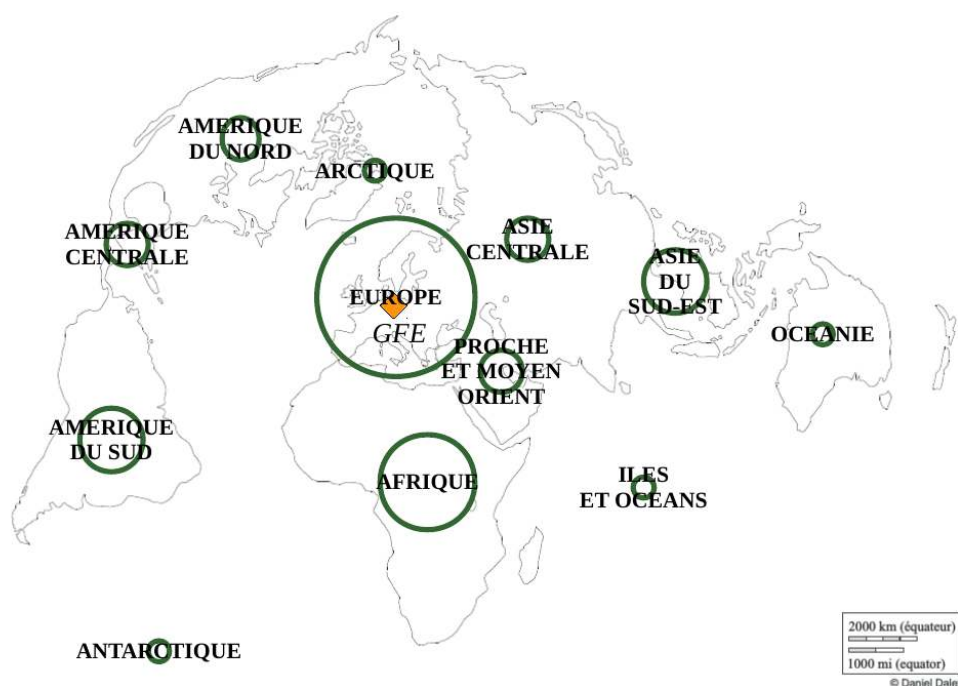 AMERIQUE
DU NORD
ARCTIQUE
AMERIQUE
CENTRALE
ASIE
CENTRALE
ASIE
DU
SUD-EST
EUROPE
GFE
OCEANIE
PROCHE
ET MOYEN
ORIENT
AMERIQUE
DU SUD
AFRIQUE
ILES
ET OCEANS
ANTARCTIQUE
2000 km (équateur)
1000 mi (equator)
© Daniel Dale